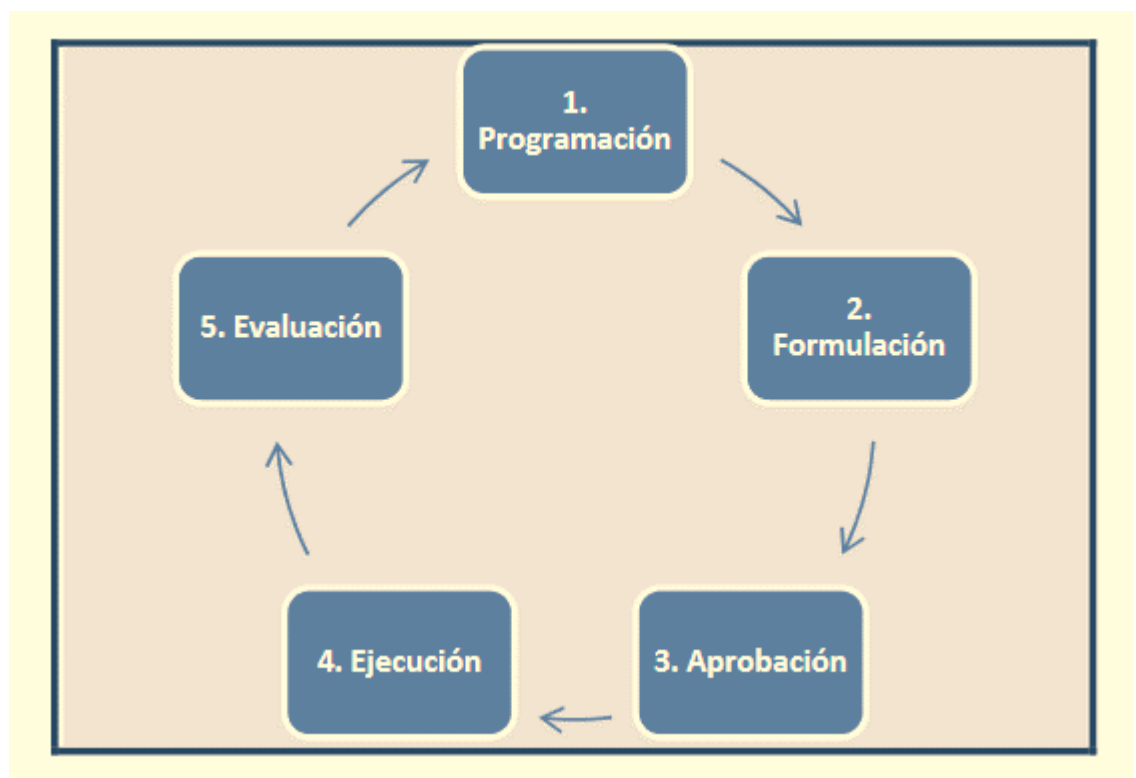 1.
Programación
2.
Formulación
3. Aprobación
4. Ejecución
5. Evaluación